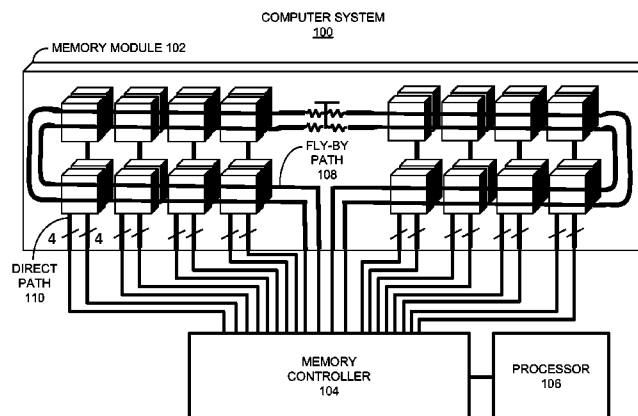 COMPUTER SYSTEM
100
MEMORY MODULE 102
FLY-BY
PATH
108
4 4
DIRECT
PATH
110
MEMORY
CONTROLLER
104
PROCESSOR
106